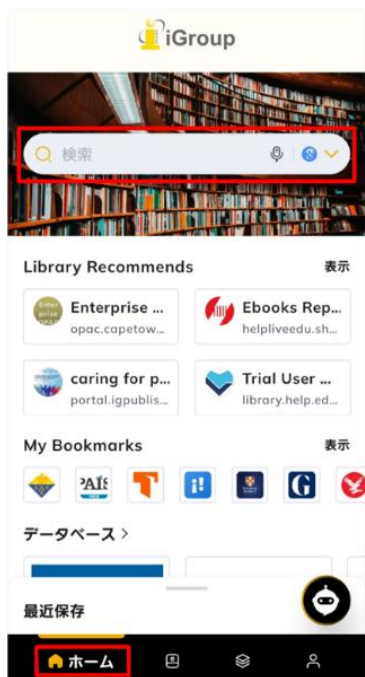 iGroup
検索
Library Recommends 表示
Enterprise ...
opac.capetow...
Ebooks Rep...
helpliveedu.sh...
caring for p...
portal.igpublis...
Trial User ...
library.help.ed...
My Bookmarks 表示
データベース >
最近保存
ホーム